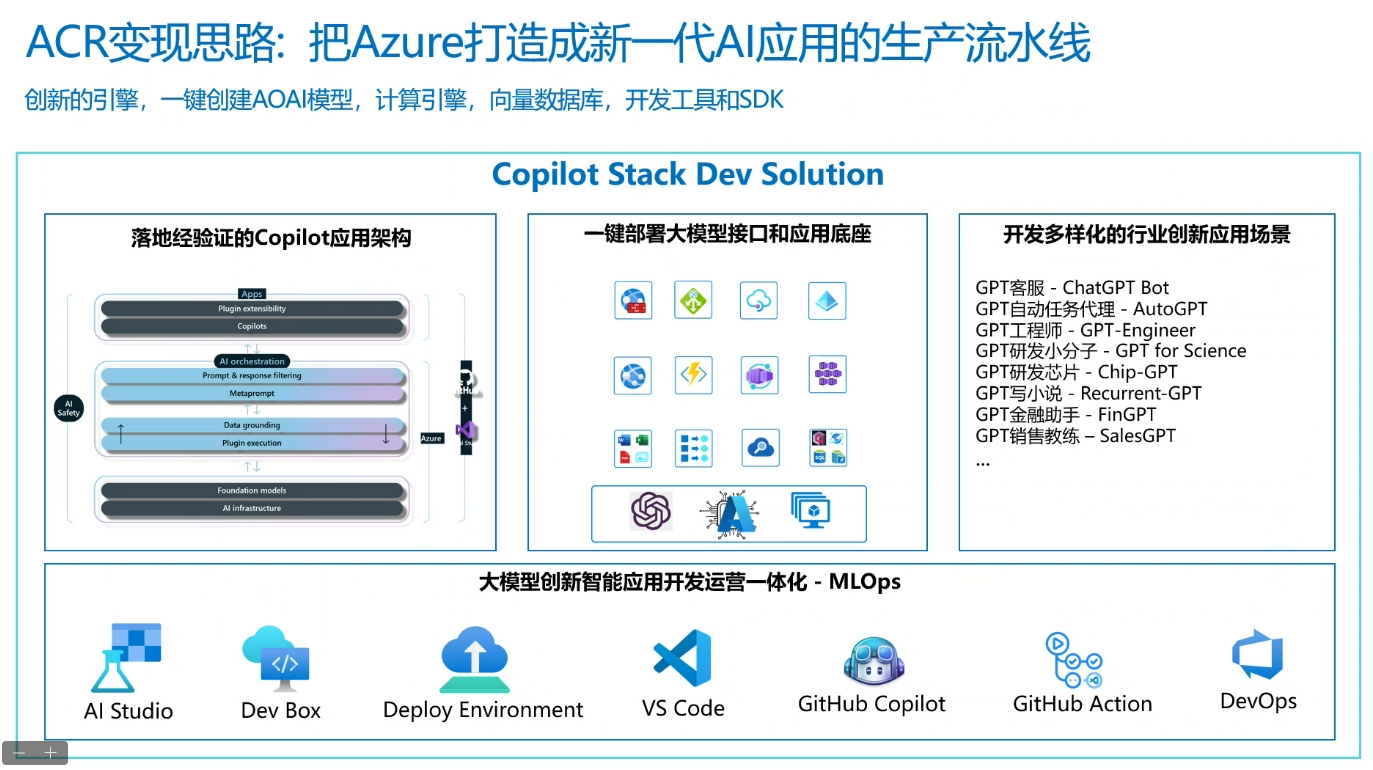 ACR变现思路: 把Azure打造成新一代AI应用的生产流水线
创新的引擎，一键创建AOAI模型，计算引擎，向量数据库，开发工具和SDK
Copilot Stack Dev Solution
落地经验证的Copilot应用架构
Apps
Plugin extensibility
Copilots
AI orchestration
Prompt & response filtering
Metaprompt
Data grounding
Plugin execution
Foundation models
AI infrastructure
AI
Safety
Azure
+
一键部署大模型接口和应用底座
SQL
开发多样化的行业创新应用场景
GPT客服 - ChatGPT Bot
GPT自动任务代理 - AutoGPT
GPT工程师 - GPT-Engineer
GPT研发小分子 - GPT for Science
GPT研发芯片 - Chip-GPT
GPT写小说 - Recurrent-GPT
GPT金融助手 - FinGPT
GPT销售教练 – SalesGPT
...
大模型创新智能应用开发运营一体化 - MLOps
AI Studio
Dev Box
Deploy Environment
VS Code
GitHub Copilot
GitHub Action
DevOps